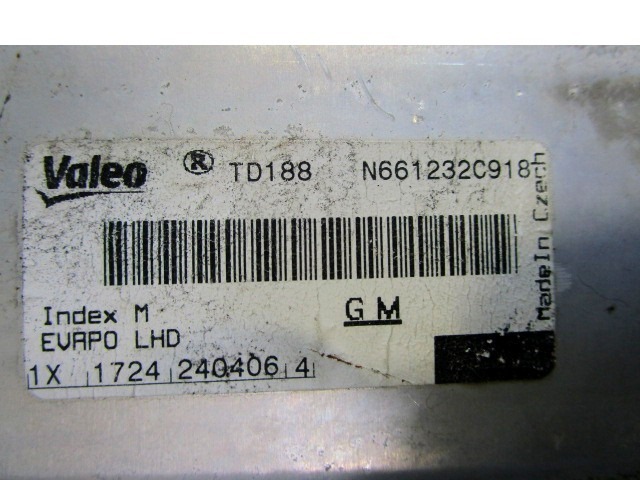 Valeo ® TD188 N661232C918
Made In Czech
Index M GM
EVAPO LHD
1X 1724 240406 4